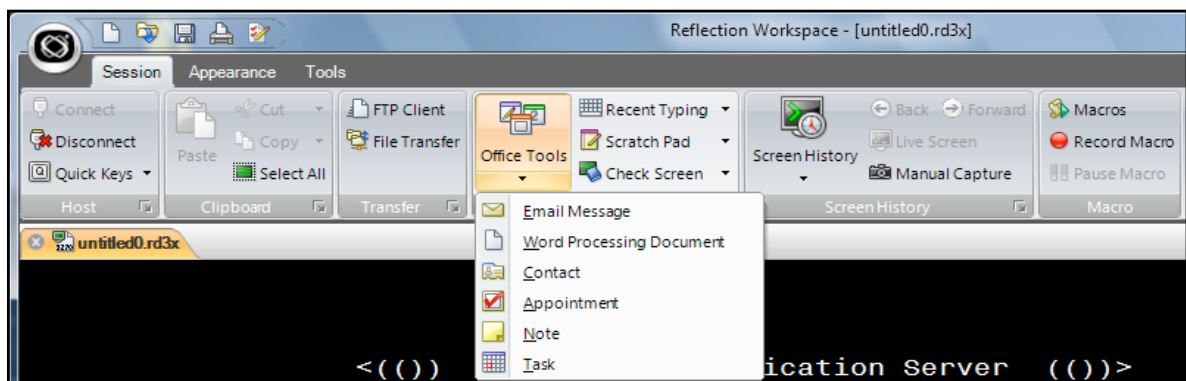 Reflection Workspace - [untitled0.rd3x]
Session Appearance Tools
Connect Cut FTP Client Recent Typing Back Forward Macros
Disconnect Copy File Transfer Scratch Pad Live Screen Record Macro
Paste Office Tools Screen History
Quick Keys Select All Check Screen Manual Capture Pause Macro
Host Clipboard Transfer Screen History Macro
untitled0.rd3x
Email Message
Word Processing Document
Contact
Appointment
Note
Task
<(()) ication Server (())>